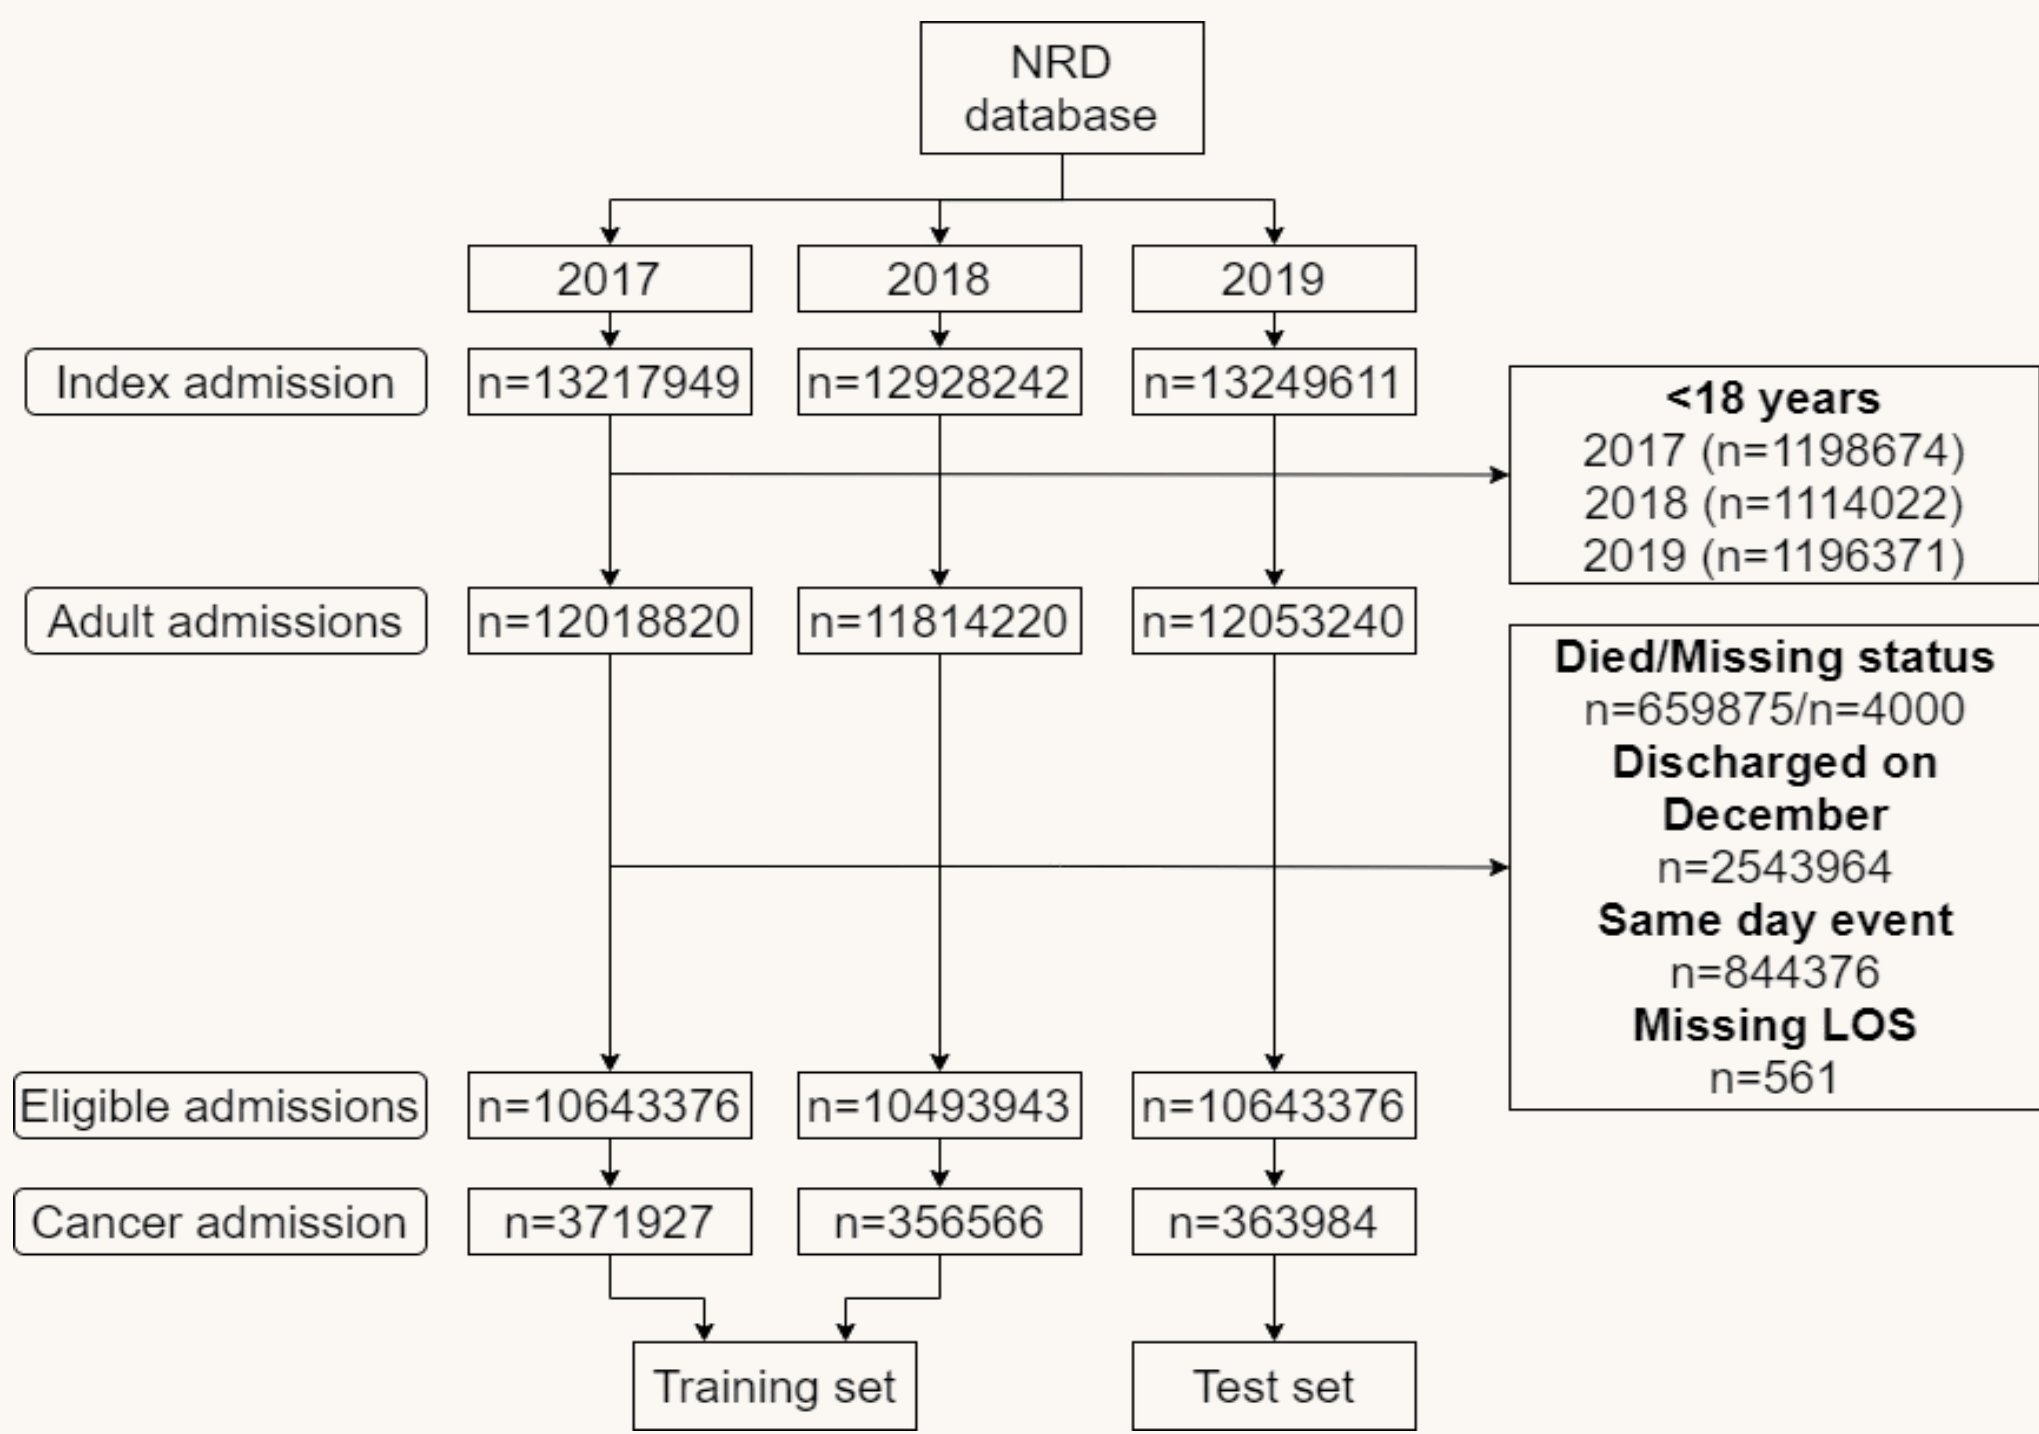 NRD
database
2017
2018
2019
Index admission
n=13217949
n=12928242
n=13249611
<18 years
2017 (n=1198674)
2018 (n=1114022)
2019 (n=1196371)
Adult admissions
n=12018820
n=11814220
n=12053240
Died/Missing status
n=659875/n=4000
Discharged on
December
n=2543964
Same day event
n=844376
Missing LOS
n=561
Eligible admissions
n=10643376
n=10493943
n=10643376
Cancer admission
n=371927
n=356566
n=363984
Training set
Test set